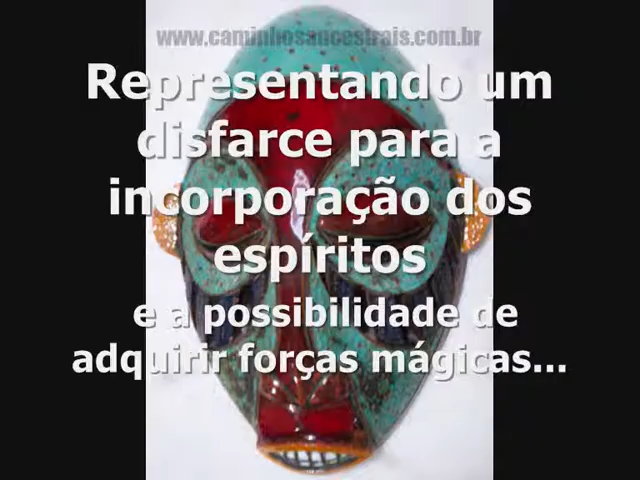 www.caminhosancestrais.com.br
Representando um
disfarce para a
incorporação dos
espíritos
e a possibilidade de
adquirir forças mágicas...